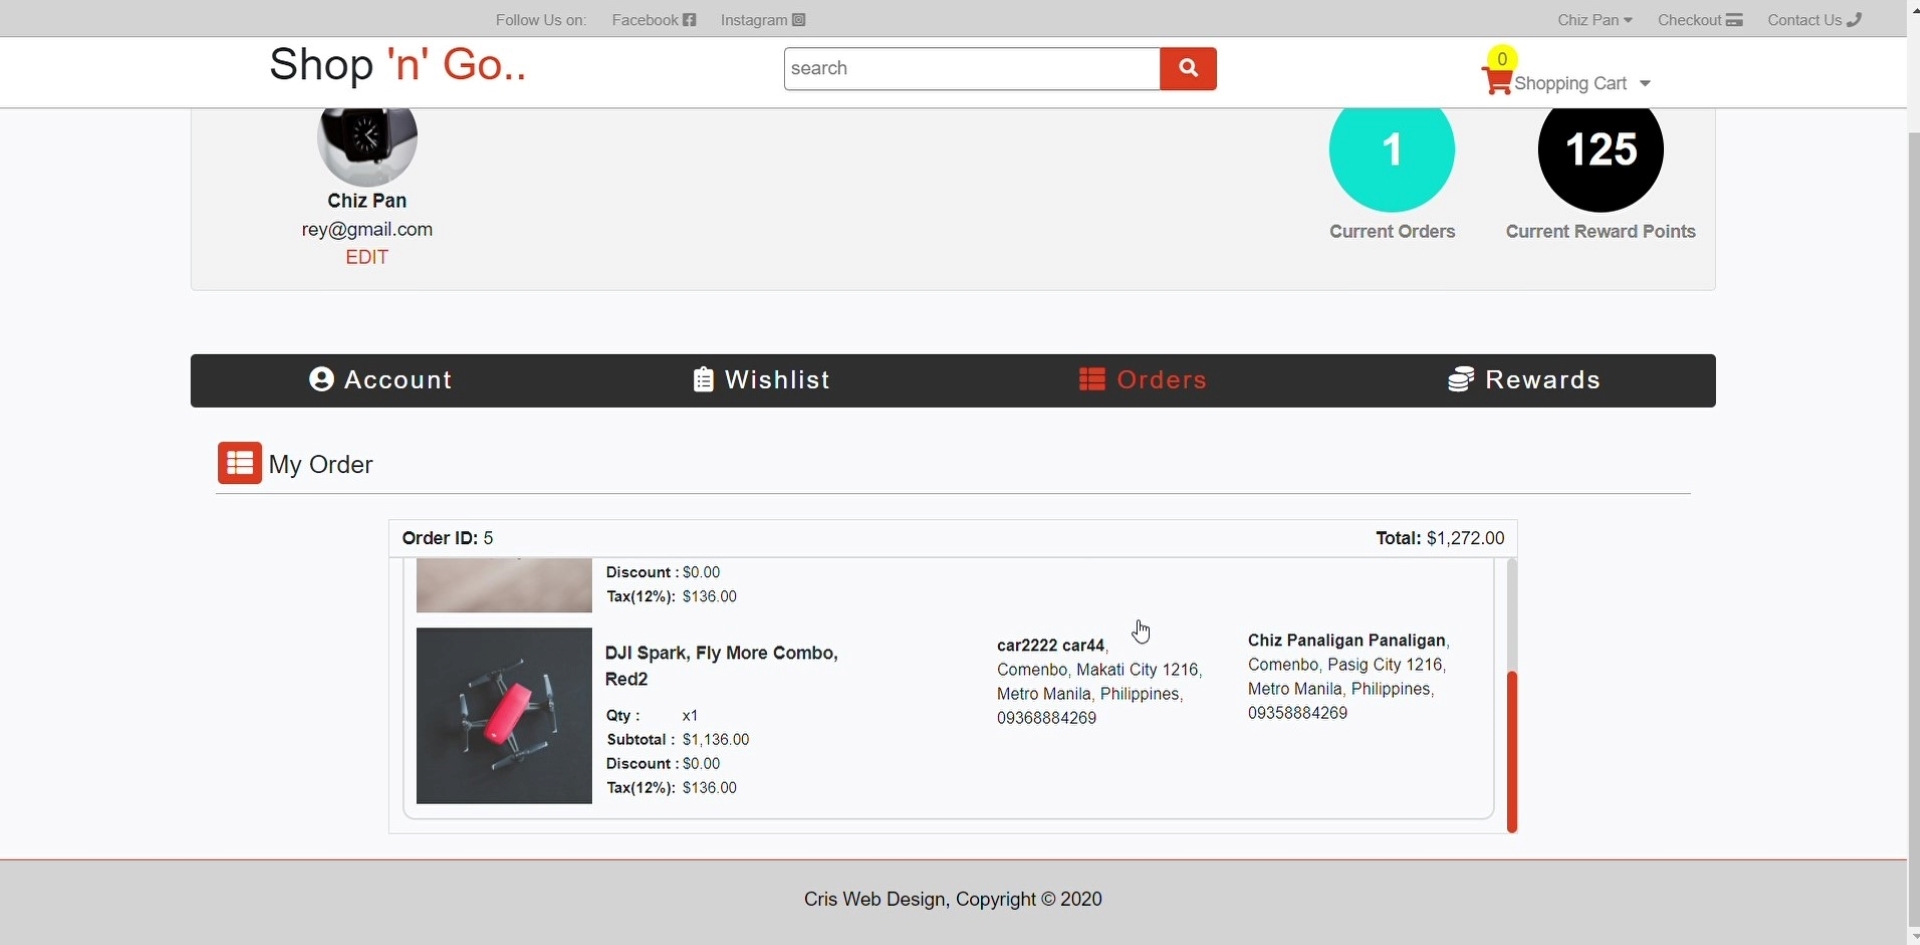 Follow Us on: Facebook Instagram Chiz Pan Checkout Contact Us
Shop 'n' Go..
search
0
Shopping Cart
1
125
Chiz Pan
rey@gmail.com
EDIT
Current Orders
Current Reward Points
Account Wishlist Orders Rewards
My Order
Order ID: 5 Total: $1,272.00
Discount : $0.00
Tax(12%): $136.00
DJI Spark, Fly More Combo,
Red2
Qty : x1
Subtotal : $1,136.00
Discount : $0.00
Tax(12%): $136.00
car2222 car44,
Comenbo, Makati City 1216,
Metro Manila, Philippines,
09368884269
Chiz Panaligan Panaligan,
Comenbo, Pasig City 1216,
Metro Manila, Philippines,
09358884269
Cris Web Design, Copyright © 2020